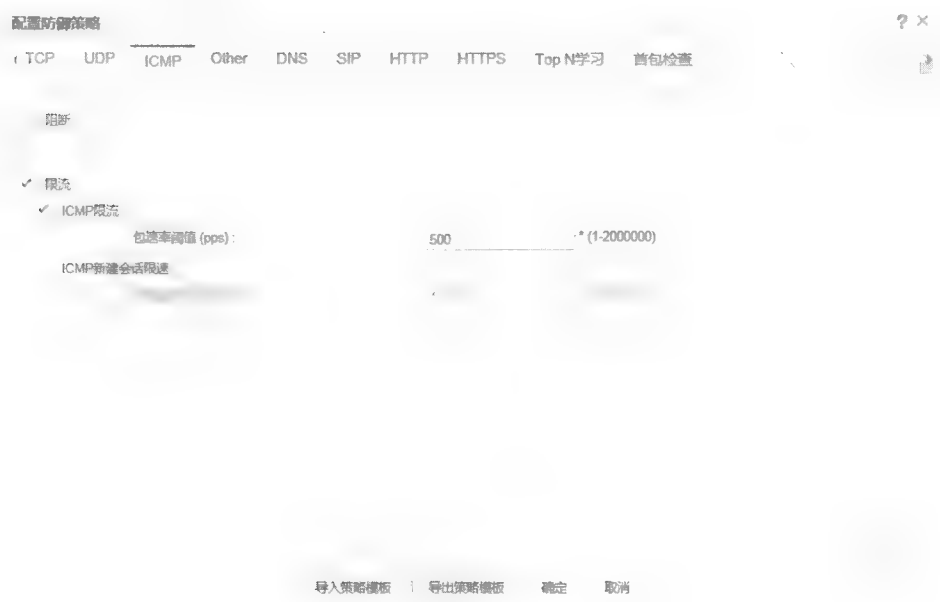 配置防御策略
TCP UDP ICMP Other DNS SIP HTTP HTTPS Top N学习 首包检查
阻断
限流
ICMP限流
包速率阈值 (pps) : 500 * (1-2000000)
ICMP新建会话限速
导入策略模板 导出策略模板 确定 取消